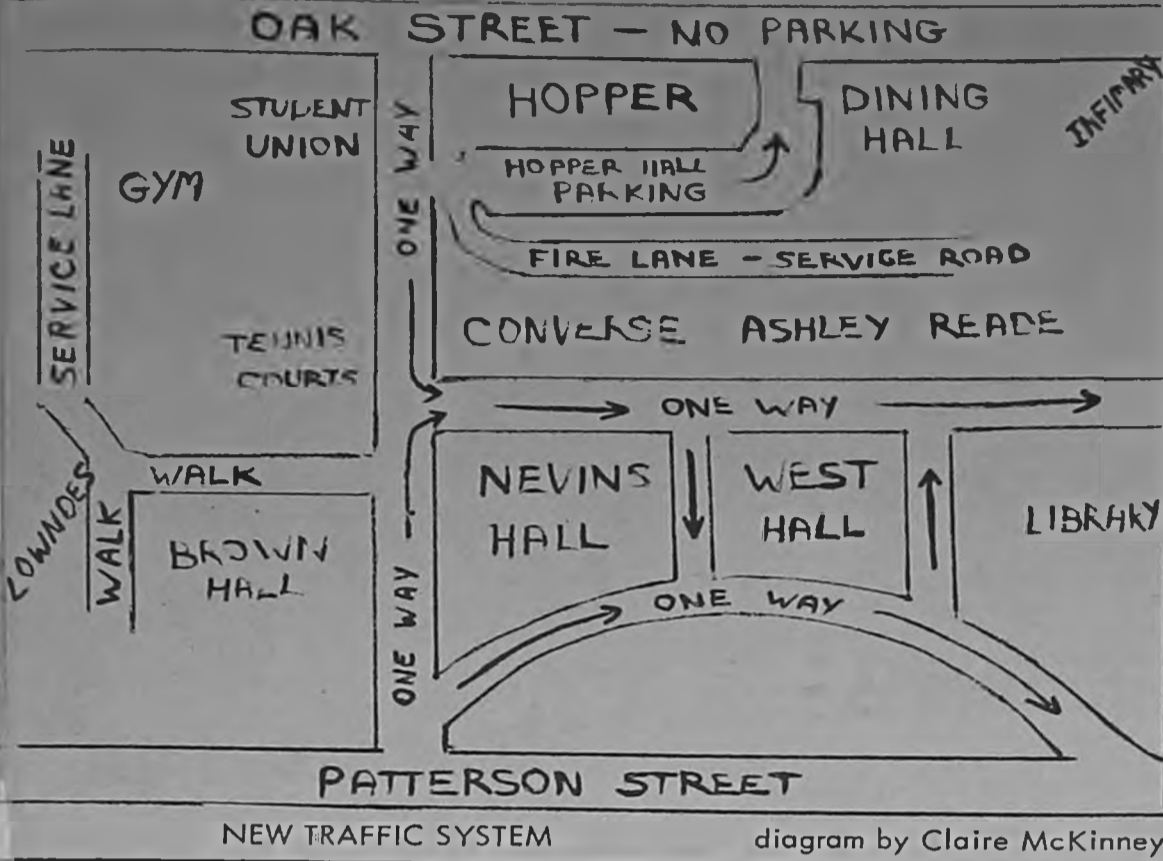 OAK STREET — NO PARKING
STUDENT
UNION
GYM
SERVICE LANE
TENNIS
COURTS
ONE WAY
HOPPER
DINING
HALL
INFIMARY
HOPPER HALL
PARKING
FIRE LANE — SERVICE ROAD
CONVERSE ASHLEY READE
ONE WAY
WALK
LOWNDES
WALK
BROWN
HALL
ONE WAY
NEVINS
HALL
WEST
HALL
LIBRARY
ONE WAY
PATTERSON STREET
NEW TRAFFIC SYSTEM
diagram by Claire McKinney